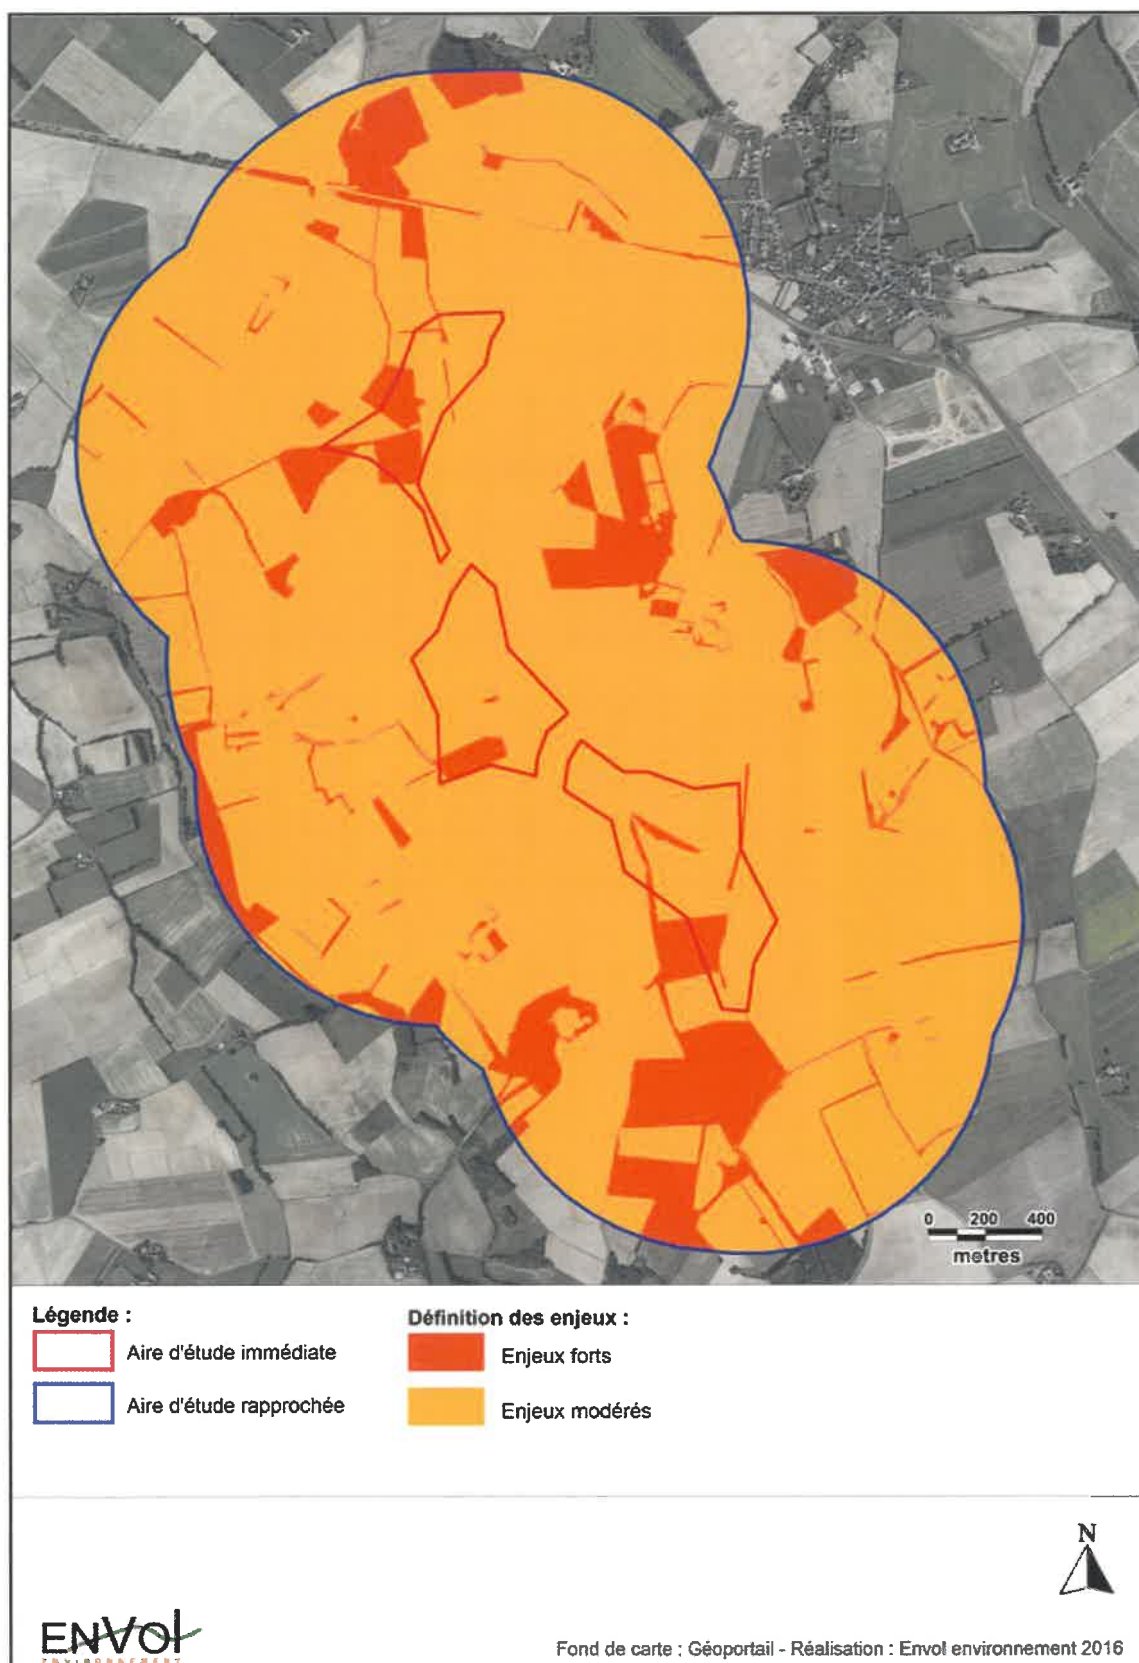 0 200 400
metres
Légende :
Aire d'étude immédiate
Aire d'étude rapprochée
Définition des enjeux :
Enjeux forts
Enjeux modérés
N
ENVOl
ENVIRONNEMENT
Fond de carte : Géoportail - Réalisation : Envol environnement 2016